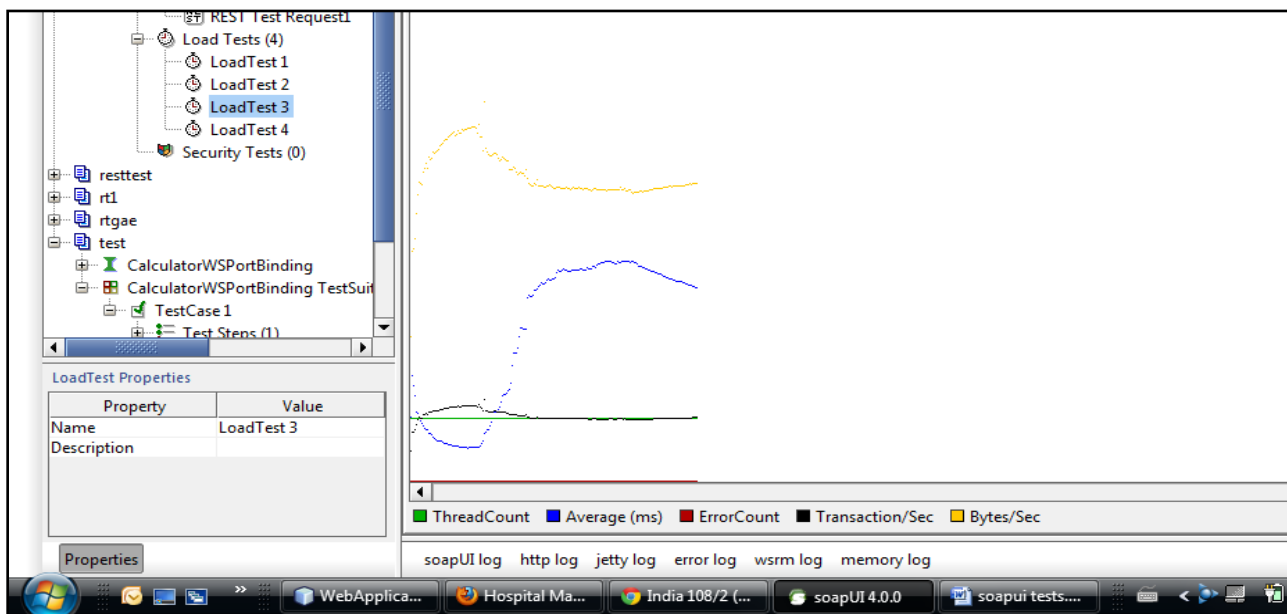 REST Test Request1
Load Tests (4)
LoadTest 1
LoadTest 2
LoadTest 3
LoadTest 4
Security Tests (0)
resttest
rt1
rtgae
test
CalculatorWSPortBinding
CalculatorWSPortBinding TestSuit
TestCase 1
Test Steps (1)
LoadTest Properties
Property Value
Name LoadTest 3
Description
Properties
ThreadCount Average (ms) ErrorCount Transaction/Sec Bytes/Sec
soapUI log http log jetty log error log wsrm log memory log
WebApplica... Hospital Ma... India 108/2 (... soapUI 4.0.0 soapui tests....